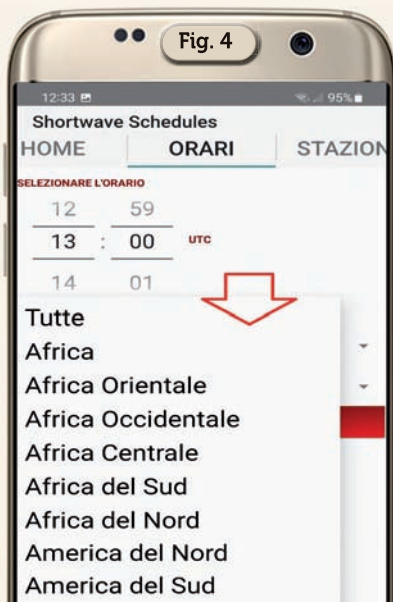 Fig. 4
12:33 95%
Shortwave Schedules
HOME ORARI STAZION
SELEZIONARE L'ORARIO
12 59
13 : 00 UTC
14 01
Tutte
Africa
Africa Orientale
Africa Occidentale
Africa Centrale
Africa del Sud
Africa del Nord
America del Nord
America del Sud